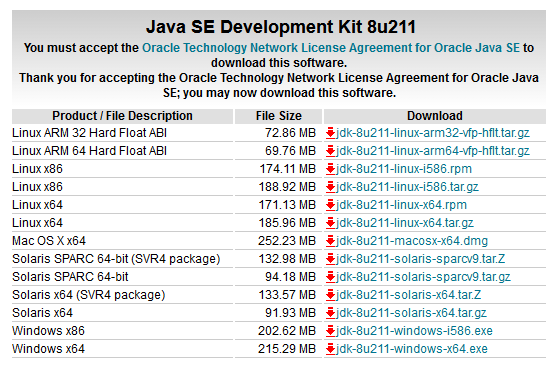 Java SE Development Kit 8u211
You must accept the Oracle Technology Network License Agreement for Oracle Java SE to
download this software.
Thank you for accepting the Oracle Technology Network License Agreement for Oracle Java
SE; you may now download this software.
Product / File Description File Size Download
Linux ARM 32 Hard Float ABI 72.86 MB jdk-8u211-linux-arm32-vfp-hflt.tar.gz
Linux ARM 64 Hard Float ABI 69.76 MB jdk-8u211-linux-arm64-vfp-hflt.tar.gz
Linux x86 174.11 MB jdk-8u211-linux-i586.rpm
Linux x86 188.92 MB jdk-8u211-linux-i586.tar.gz
Linux x64 171.13 MB jdk-8u211-linux-x64.rpm
Linux x64 185.96 MB jdk-8u211-linux-x64.tar.gz
Mac OS X x64 252.23 MB jdk-8u211-macosx-x64.dmg
Solaris SPARC 64-bit (SVR4 package) 132.98 MB jdk-8u211-solaris-sparcv9.tar.Z
Solaris SPARC 64-bit 94.18 MB jdk-8u211-solaris-sparcv9.tar.gz
Solaris x64 (SVR4 package) 133.57 MB jdk-8u211-solaris-x64.tar.Z
Solaris x64 91.93 MB jdk-8u211-solaris-x64.tar.gz
Windows x86 202.62 MB jdk-8u211-windows-i586.exe
Windows x64 215.29 MB jdk-8u211-windows-x64.exe